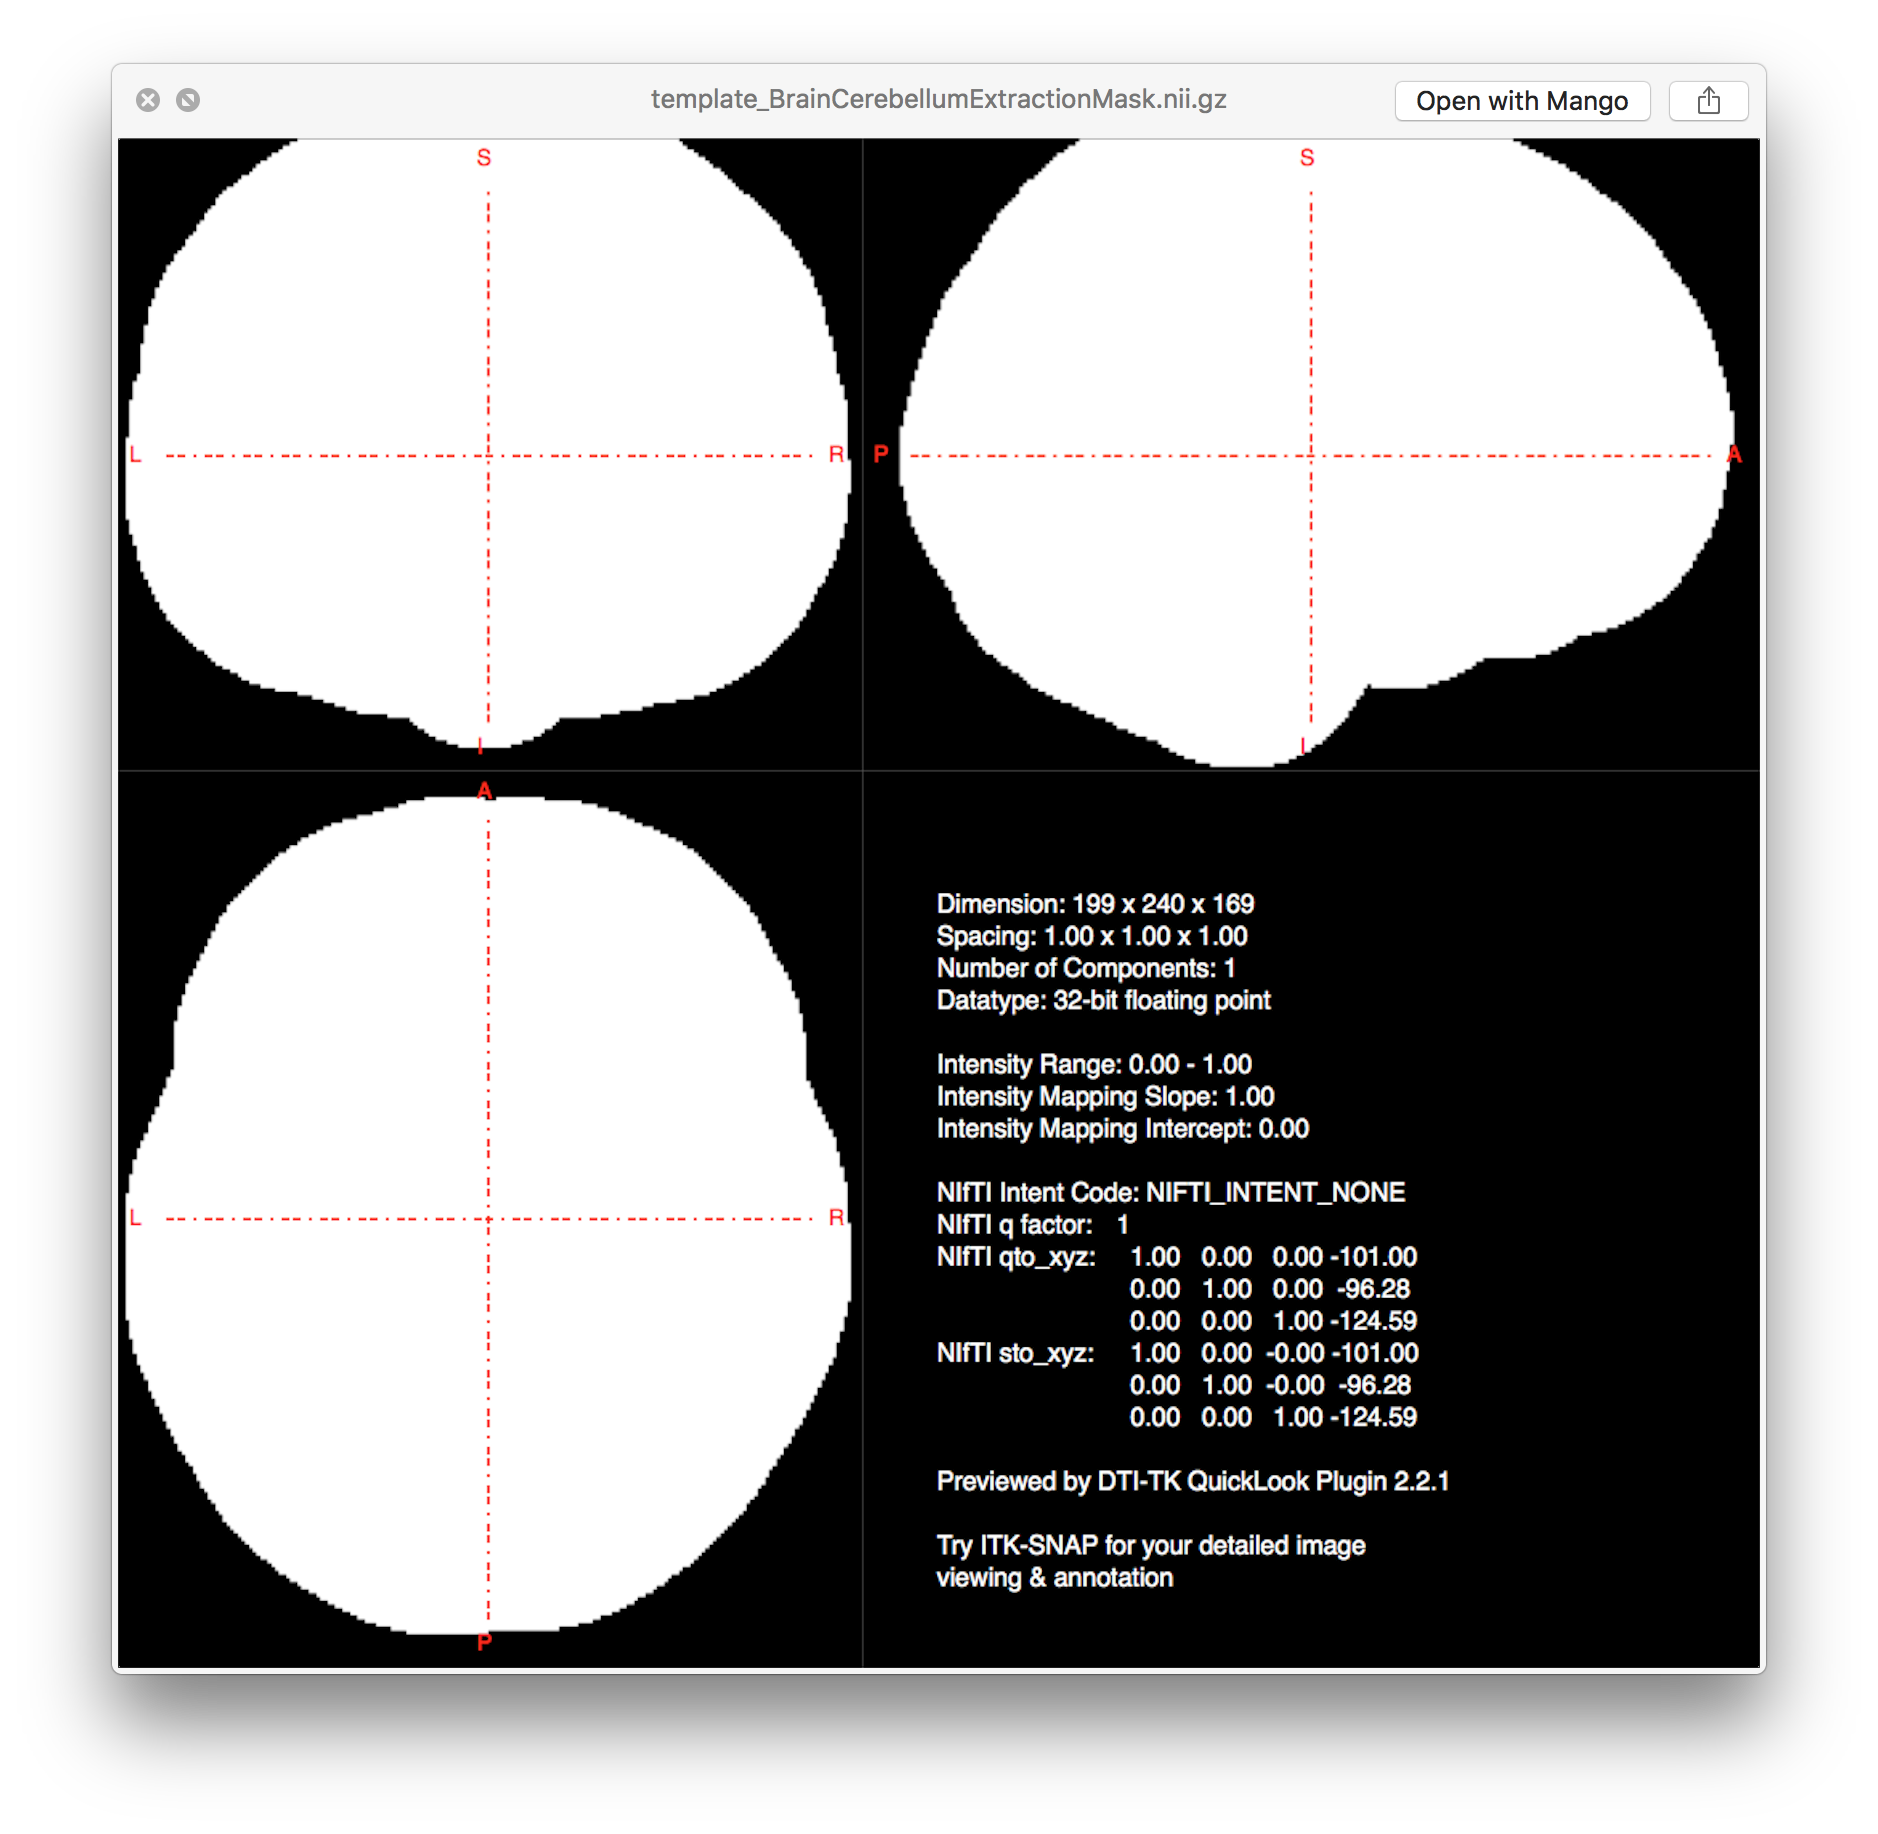 template_BrainCerebellumExtractionMask.nii.gz
Open with Mango
S
L R
I
S
P A
I
A
L R
P
Dimension: 199 x 240 x 169
Spacing: 1.00 x 1.00 x 1.00
Number of Components: 1
Datatype: 32-bit floating point
Intensity Range: 0.00 - 1.00
Intensity Mapping Slope: 1.00
Intensity Mapping Intercept: 0.00
NIfTI Intent Code: NIFTI_INTENT_NONE
NIfTI q factor: 1
NIfTI qto_xyz: 1.00 0.00 0.00 -101.00
0.00 1.00 0.00 -96.28
0.00 0.00 1.00 -124.59
NIfTI sto_xyz: 1.00 0.00 -0.00 -101.00
0.00 1.00 -0.00 -96.28
0.00 0.00 1.00 -124.59
Previewed by DTI-TK QuickLook Plugin 2.2.1
Try ITK-SNAP for your detailed image
viewing & annotation